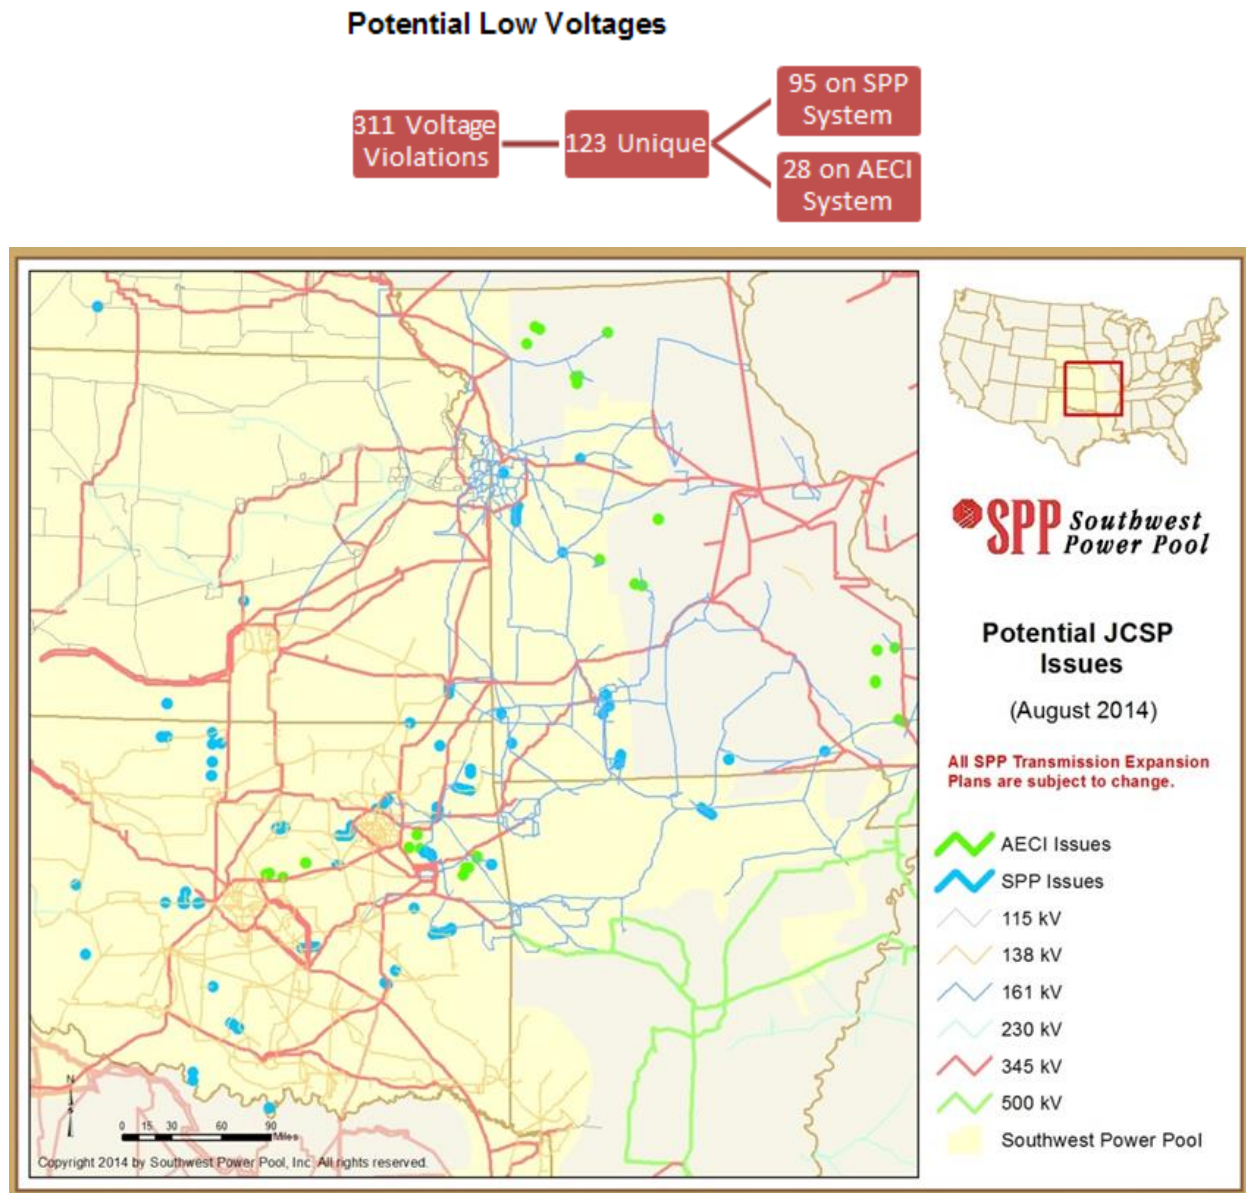 Potential Low Voltages
311 Voltage
Violations
123 Unique
95 on SPP
System
28 on AECI
System
SPP Southwest
Power Pool
Potential JCSP
Issues
(August 2014)
All SPP Transmission Expansion
Plans are subject to change.
AECI Issues
SPP Issues
115 kV
138 kV
161 kV
230 kV
345 kV
500 kV
Southwest Power Pool
N
0 15 30 60 90
Miles
Copyright 2014 by Southwest Power Pool, Inc. All rights reserved.